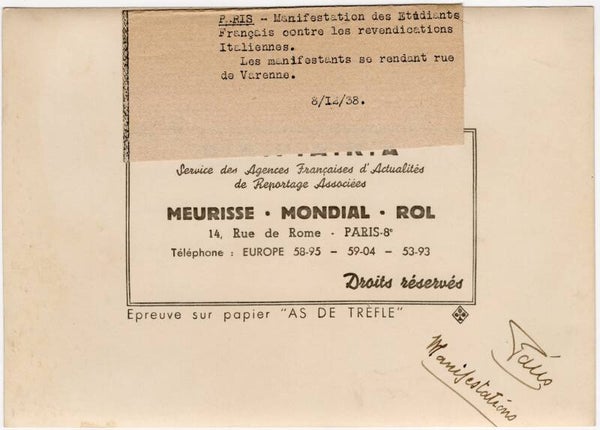 PARIS - Manifestation des Etudiants
Français contre les revendications
Italiennes.
Les manifestants se rendant rue
de Varenne.
8/I2/38.
Service des Agences Françaises d'Actualités
de Reportage Associées
MEURISSE · MONDIAL · ROL
14, Rue de Rome - PARIS-8e
Téléphone : EUROPE 58-95 – 59-04 – 53-93
Droits réservés
Epreuve sur papier "AS DE TRÈFLE"
Paris
Manifestations